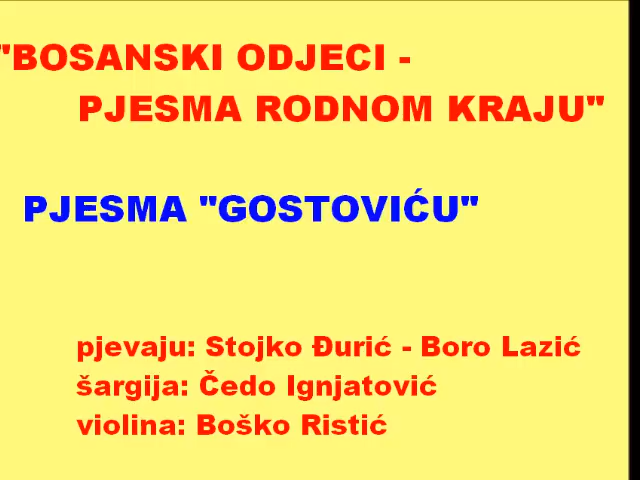 "BOSANSKI ODJECI -
PJESMA RODNOM KRAJU"
PJESMA "GOSTOVIĆU"
pjevaju: Stojko Đurić - Boro Lazić
šargija: Čedo Ignjatović
violina: Boško Ristić